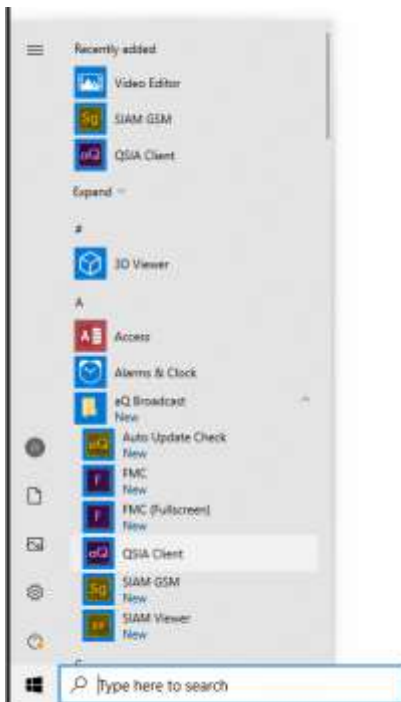 Recently added
Video Editor
SIAM GSM
QSIA Client
Expand
#
3D Viewer
A
Access
Alarms & Clock
aQ Broadcast
New
Auto Update Check
New
FMC
New
FMC (Fullscreen)
New
QSIA Client
SIAM GSM
New
SIAM Viewer
New
Type here to search